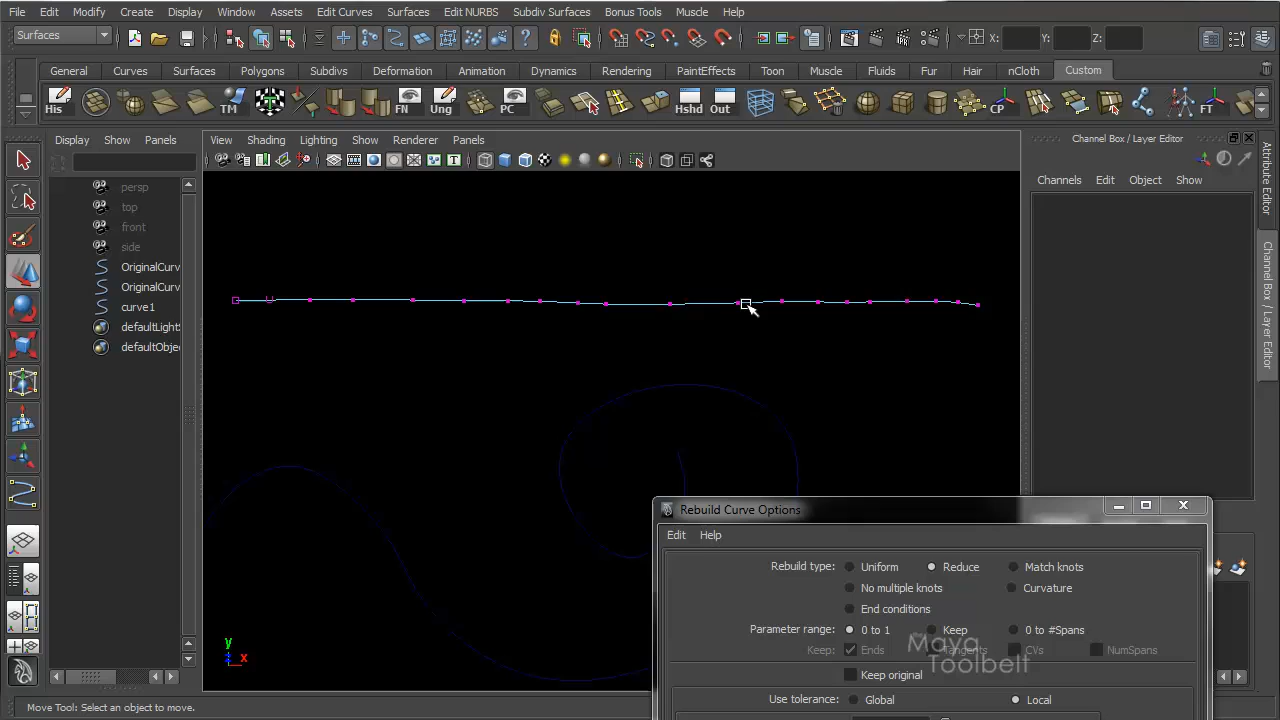 File Edit Modify Create Display Window Assets Edit Curves Surfaces Edit NURBS Subdiv Surfaces Bonus Tools Muscle Help
Surfaces X: Y: Z:
General Curves Surfaces Polygons Subdivs Deformation Animation Dynamics Rendering PaintEffects Toon Muscle Fluids Fur Hair nCloth Custom
His TM FN Ung PC Hshd Out CP FT
Display Show Panels
View Shading Lighting Show Renderer Panels
Channel Box / Layer Editor
Channels Edit Object Show
Attribute Editor
Channel Box / Layer Editor
persp
top
front
side
OriginalCurv
OriginalCurv
curve1
defaultLight
defaultObje
y
z x
Rebuild Curve Options
Edit Help
Rebuild type: Uniform Reduce Match knots
No multiple knots Curvature
End conditions
Parameter range: 0 to 1 Keep 0 to #Spans
Keep: Ends Tangents CVs NumSpans
Keep original
Use tolerance: Global Local
the Maya Toolbelt
Move Tool: Select an object to move.